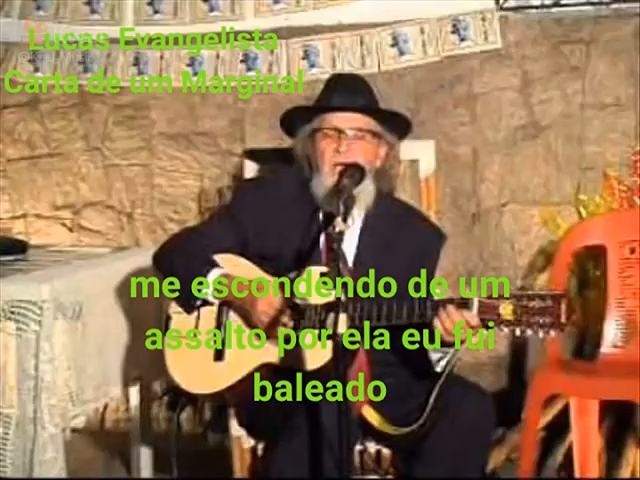 Lucas Evangelista
Carta de um Marginal
me escondendo de um
assalto por ela eu fui
baleado